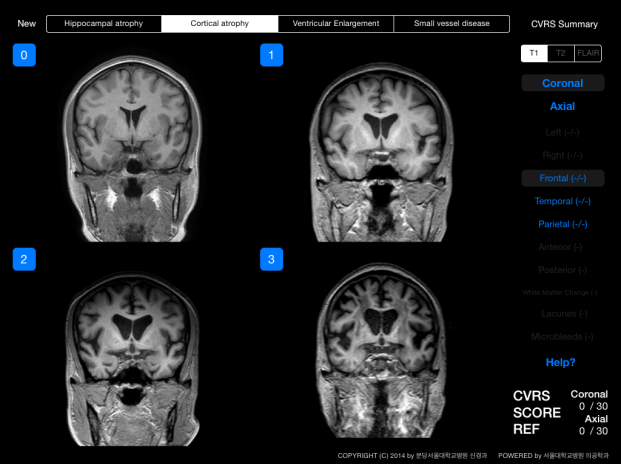 New
Hippocampal atrophy
Cortical atrophy
Ventricular Enlargement
Small vessel disease
CVRS Summary
0
1
2
3
T1
T2
FLAIR
Coronal
Axial
Left (-/-)
Right (-/-)
Frontal (-/-)
Temporal (-/-)
Parietal (-/-)
Anterior (-)
Posterior (-)
White Matter Change (-)
Lacunes (-)
Microbleeds (-)
Help?
CVRS
SCORE
REF
Coronal
0 / 30
Axial
0 / 30
COPYRIGHT (C) 2014 by 분당서울대학교병원 신경과
POWERED by 서울대학교병원 의공학과